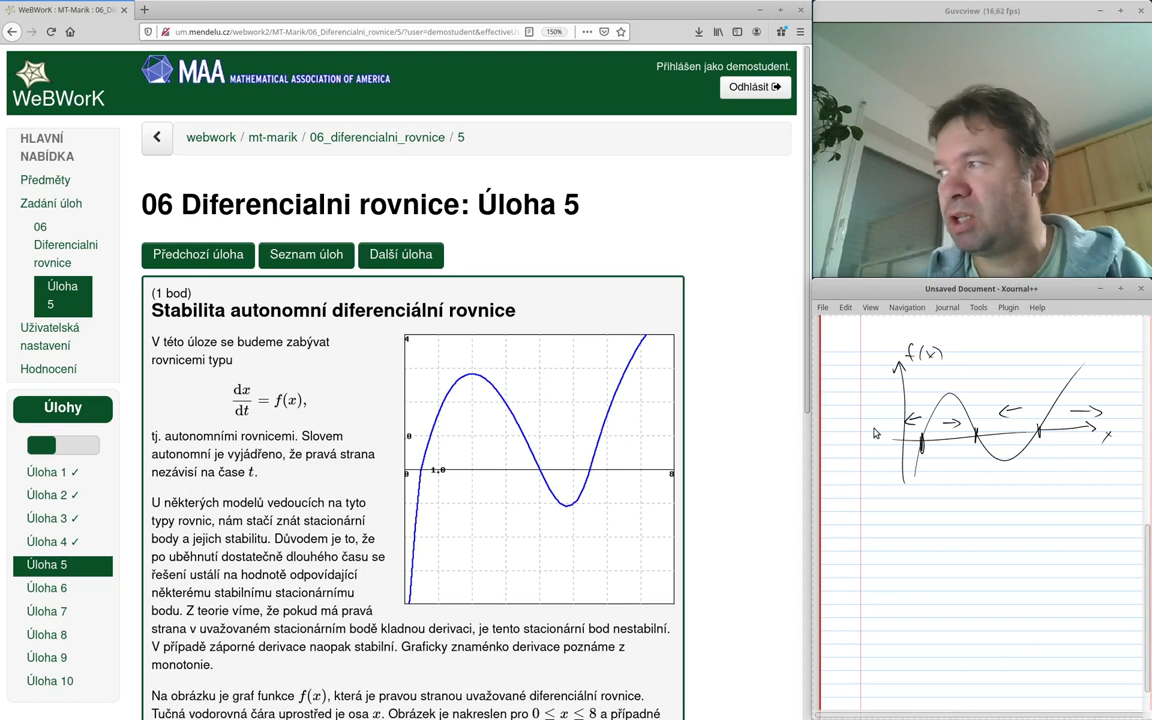 WeBWorK : MT-Marik : 06_Di
um.mendelu.cz/webwork2/MT-Marik/06_Diferencialni_rovnice/5/?user=demostudent&effectiveU
150%
WeBWorK
MAA MATHEMATICAL ASSOCIATION OF AMERICA
Přihlášen jako demostudent.
Odhlásit
HLAVNÍ NABÍDKA
Předměty
Zadání úloh
06 Diferencialni rovnice
Úloha 5
Uživatelská nastavení
Hodnocení
Úlohy
Úloha 1 ✓
Úloha 2 ✓
Úloha 3 ✓
Úloha 4 ✓
Úloha 5
Úloha 6
Úloha 7
Úloha 8
Úloha 9
Úloha 10
webwork / mt-marik / 06_diferencialni_rovnice / 5
06 Diferencialni rovnice: Úloha 5
Předchozí úloha
Seznam úloh
Další úloha
(1 bod)
Stabilita autonomní diferenciální rovnice
V této úloze se budeme zabývat
rovnicemi typu
dx/dt = f(x),
tj. autonomními rovnicemi. Slovem
autonomní je vyjádřeno, že pravá strana
nezávisí na čase t.
U některých modelů vedoucích na tyto
typy rovnic, nám stačí znát stacionární
body a jejich stabilitu. Důvodem je to, že
po uběhnutí dostatečně dlouhého času se
řešení ustálí na hodnotě odpovídající
některému stabilnímu stacionárnímu
bodu. Z teorie víme, že pokud má pravá
strana v uvažovaném stacionárním bodě kladnou derivaci, je tento stacionární bod nestabilní.
V případě záporné derivace naopak stabilní. Graficky znaménko derivace poznáme z
monotonie.
Na obrázku je graf funkce f(x), která je pravou stranou uvažované diferenciální rovnice.
Tučná vodorovná čára uprostřed je osa x. Obrázek je nakreslen pro 0 ≤ x ≤ 8 a případné
4
1,0
8
Guvcview (16,62 fps)
Unsaved Document - Xournal++
File Edit View Navigation Journal Tools Plugin Help
f(x)
x